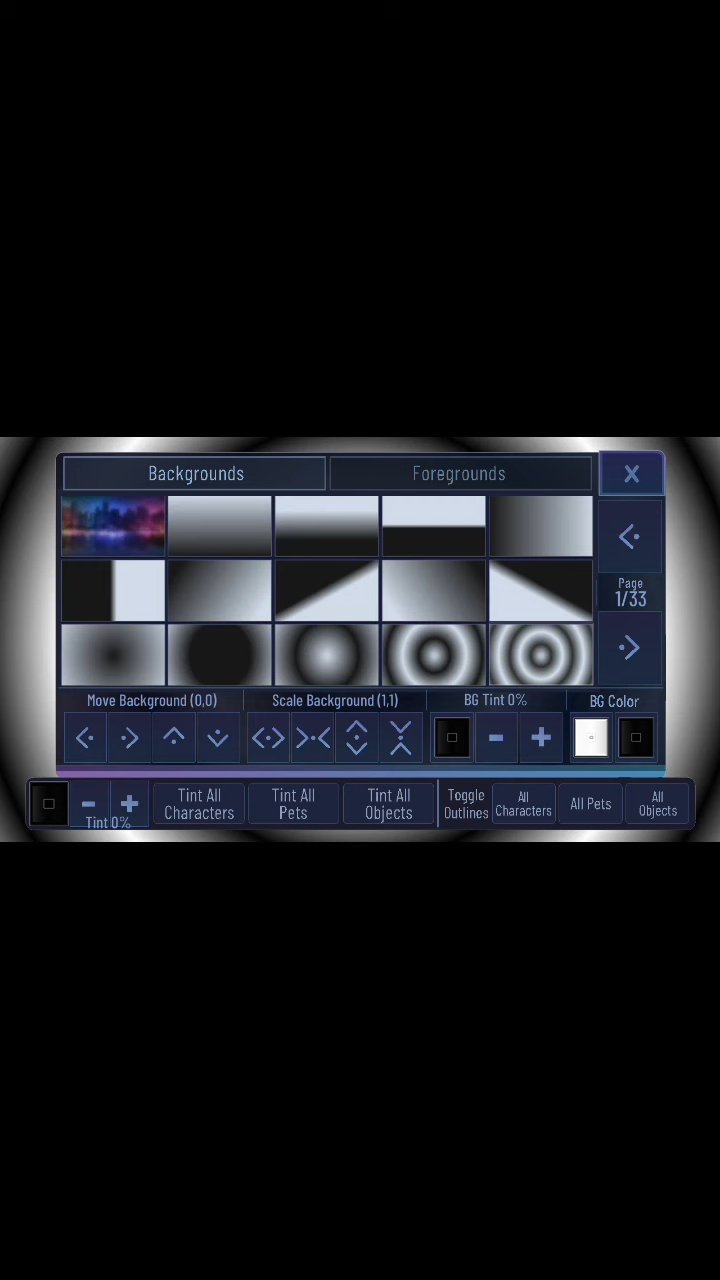 Backgrounds
Foregrounds
X
Page
1/33
Move Background (0,0)
Scale Background (1,1)
BG Tint 0%
BG Color
Tint 0%
Tint All
Characters
Tint All
Pets
Tint All
Objects
Toggle
Outlines
All
Characters
All Pets
All
Objects